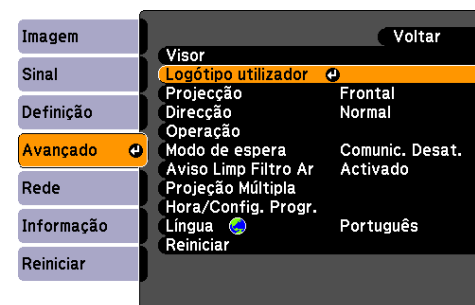 Imagem
Sinal
Definição
Avançado
Rede
Informação
Reiniciar
Voltar
Visor
Logótipo utilizador
Projecção Frontal
Direcção Normal
Operação
Modo de espera Comunic. Desat.
Aviso Limp Filtro Ar Activado
Projeção Múltipla
Hora/Config. Progr.
Língua Português
Reiniciar